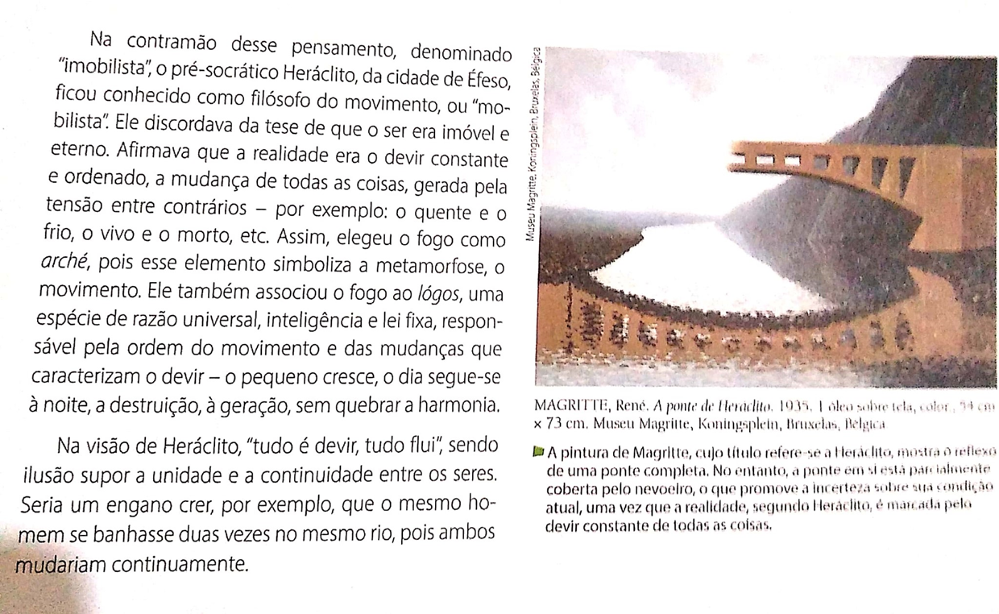 Na contramão desse pensamento, denominado
"imobilista", o pré-socrático Heráclito, da cidade de Éfeso,
ficou conhecido como filósofo do movimento, ou "mo-
bilista". Ele discordava da tese de que o ser era imóvel e
eterno. Afirmava que a realidade era o devir constante
e ordenado, a mudança de todas as coisas, gerada pela
tensão entre contrários – por exemplo: o quente e o
frio, o vivo e o morto, etc. Assim, elegeu o fogo como
arché, pois esse elemento simboliza a metamorfose, o
movimento. Ele também associou o fogo ao lógos, uma
espécie de razão universal, inteligência e lei fixa, respon-
sável pela ordem do movimento e das mudanças que
caracterizam o devir – o pequeno cresce, o dia segue-se
à noite, a destruição, à geração, sem quebrar a harmonia.
Na visão de Heráclito, "tudo é devir, tudo flui", sendo
ilusão supor a unidade e a continuidade entre os seres.
Seria um engano crer, por exemplo, que o mesmo ho-
mem se banhasse duas vezes no mesmo rio, pois ambos
mudariam continuamente.
Museu Magritte, Koningsplein, Bruxelas, Bélgica
MAGRITTE, René. A ponte de Heráclito. 1935. 1 óleo sobre tela, color., 54 cm
× 73 cm. Museu Magritte, Koningsplein, Bruxelas, Bélgica
A pintura de Magritte, cujo título refere-se a Heráclito, mostra o reflexo
de uma ponte completa. No entanto, a ponte em si está parcialmente
coberta pelo nevoeiro, o que promove a incerteza sobre sua condição
atual, uma vez que a realidade, segundo Heráclito, é marcada pelo
devir constante de todas as coisas.